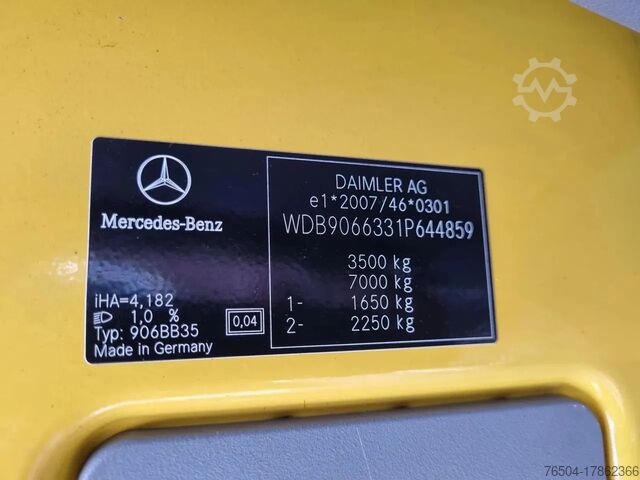 Mercedes-Benz
iHA=4,182
1,0 %
Typ: 906BB35
Made in Germany
0,04
DAIMLER AG
e1*2007/46*0301
WDB9066331P644859
3500 kg
7000 kg
1- 1650 kg
2- 2250 kg
76504-17862366